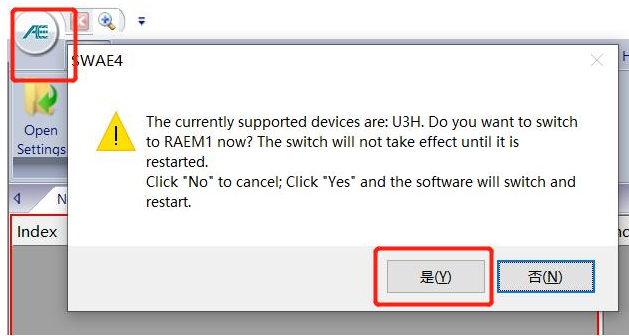 AE
SWAE4
The currently supported devices are: U3H. Do you want to switch
to RAEM1 now? The switch will not take effect until it is
restarted.
Click "No" to cancel; Click "Yes" and the software will switch and
restart.
Open
Settings
N
Index
是(Y)
否(N)